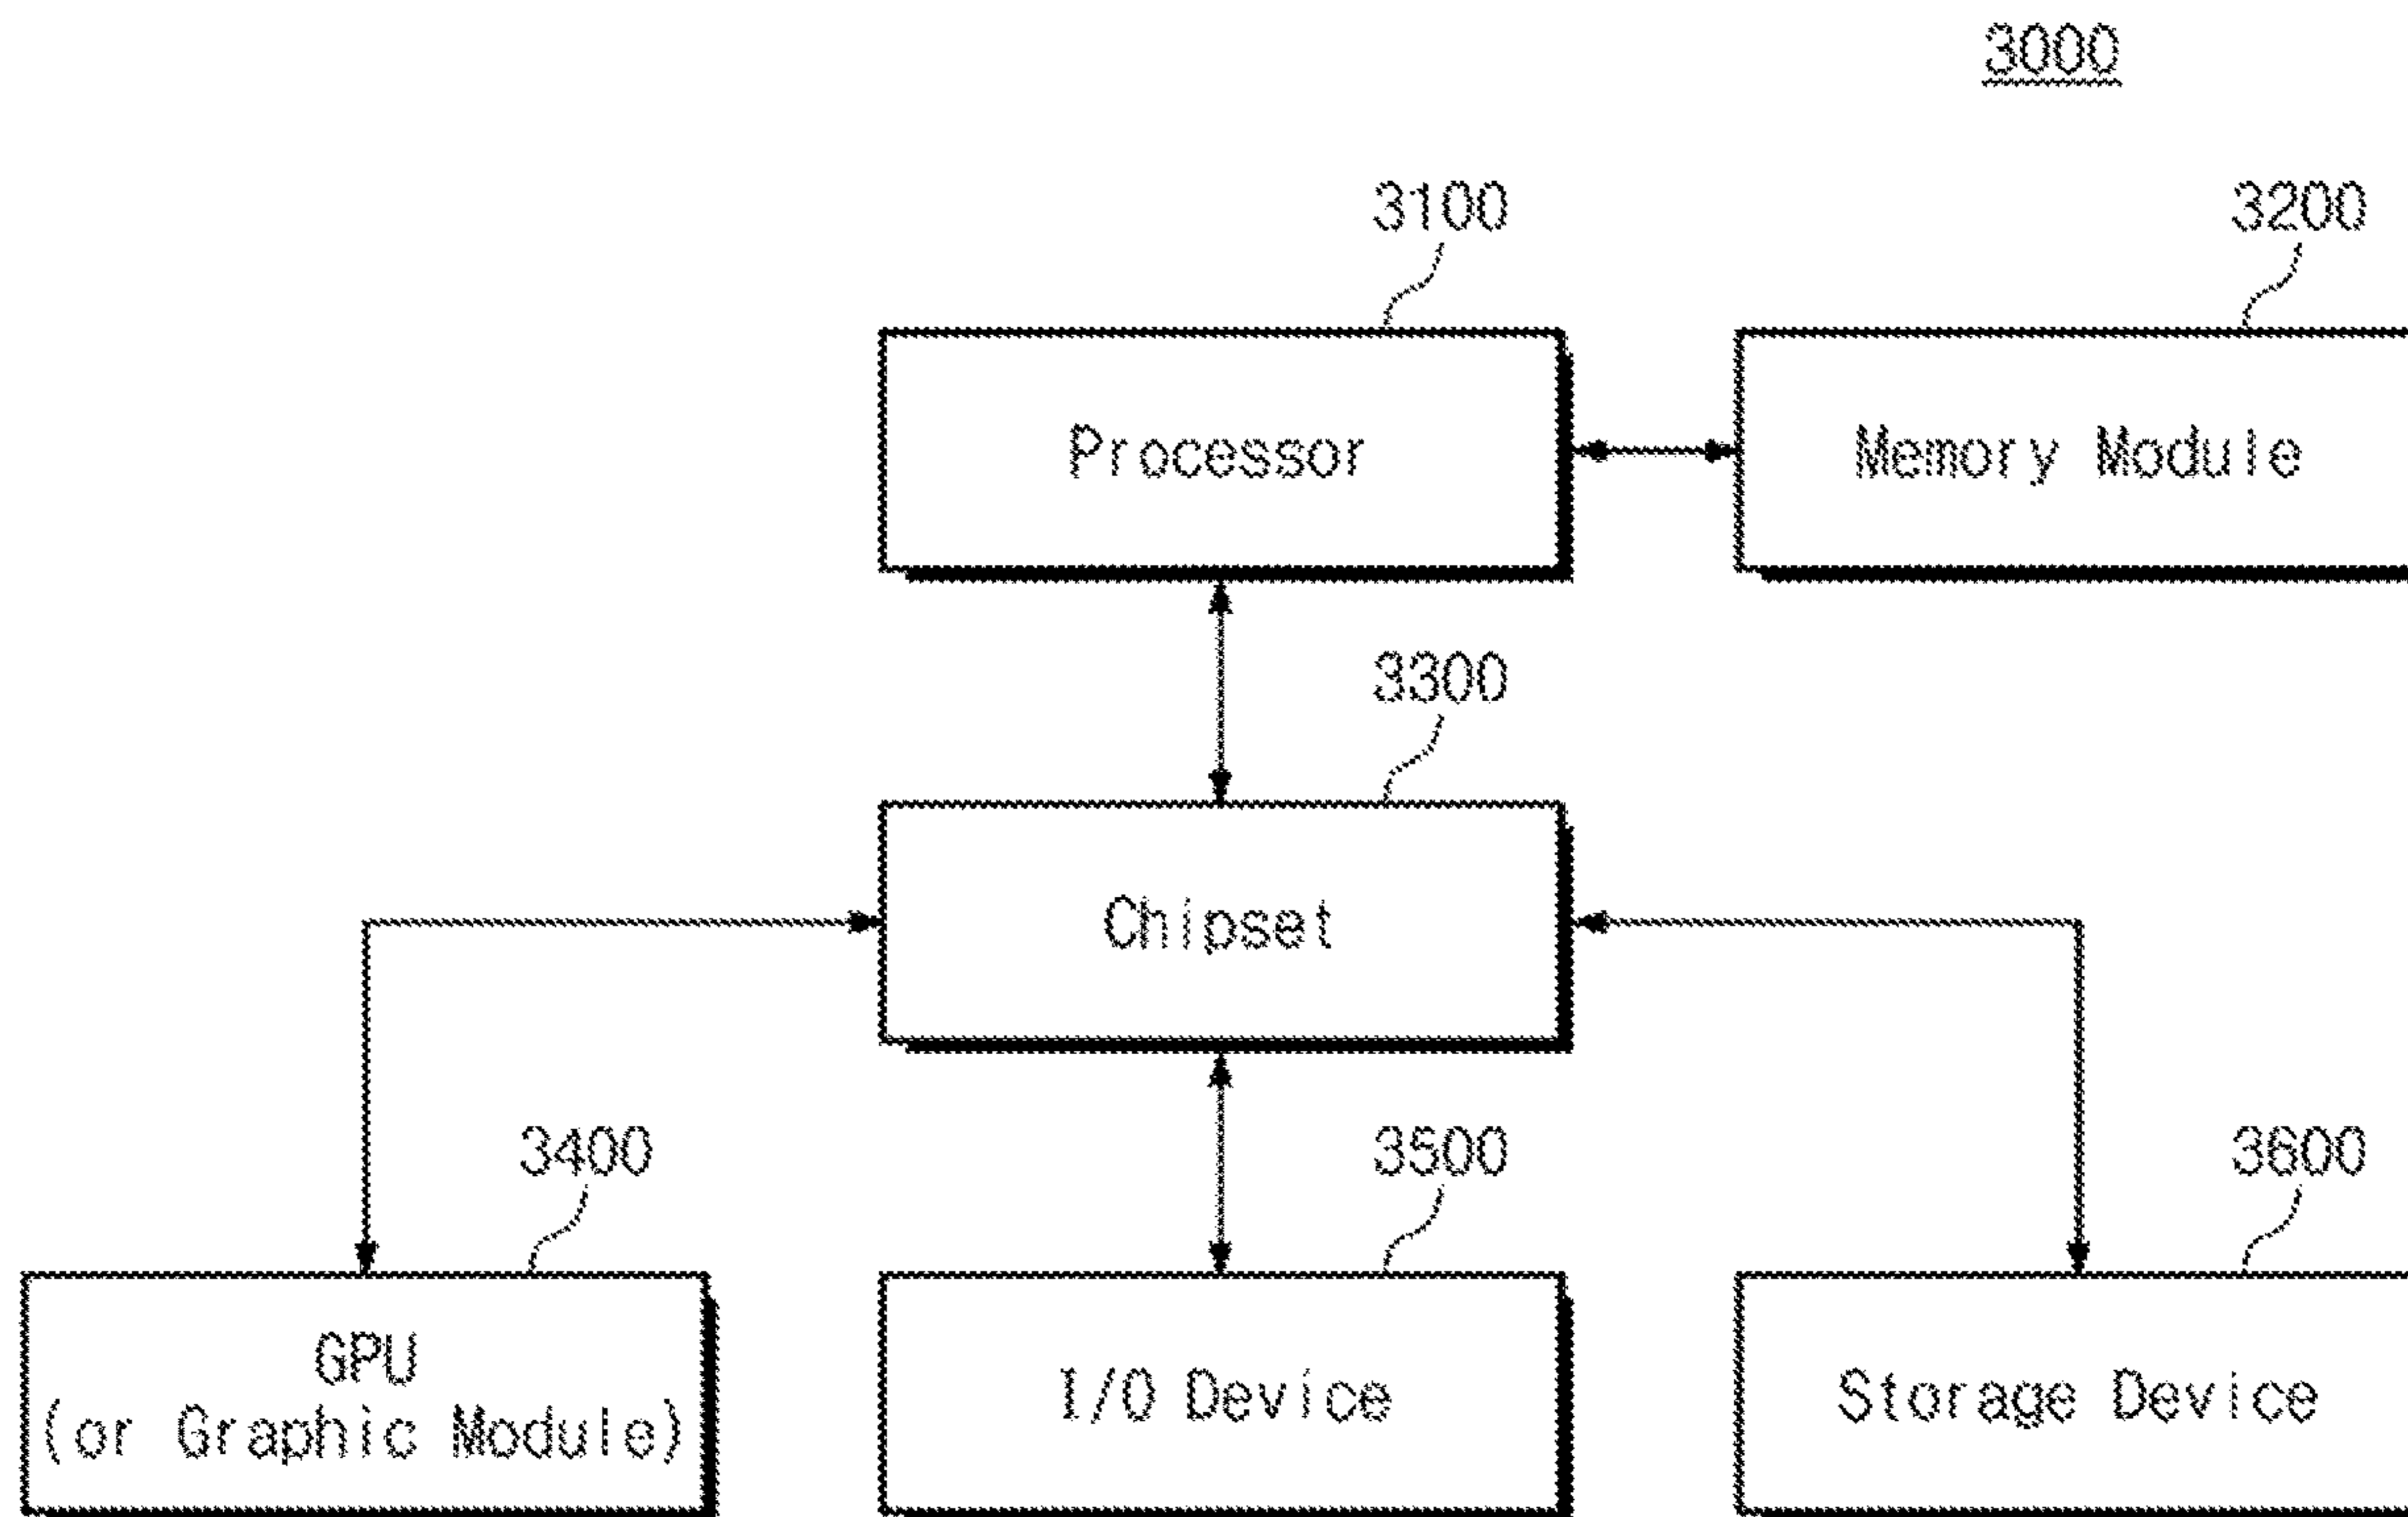 3000
3100
3200
Processor
Memory Module
3300
Chipset
3400
3500
3600
GPU
(or Graphic Module)
I/O Device
Storage Device